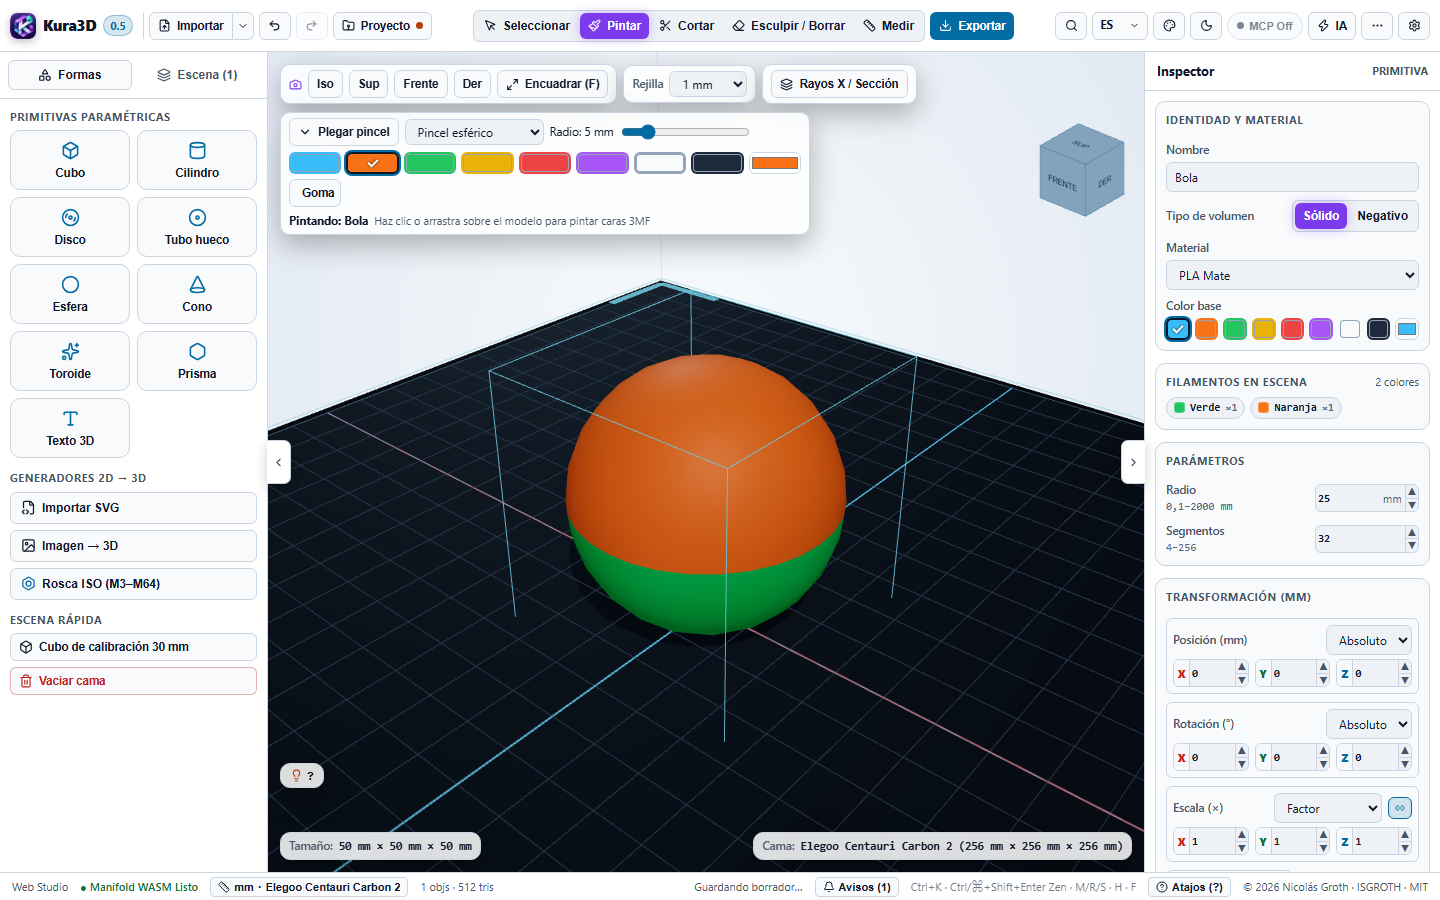 Kura3D 0.5 Importar Proyecto Seleccionar Pintar Cortar Esculpir / Borrar Medir Exportar ES MCP Off IA
Formas Escena (1)
PRIMITIVAS PARAMÉTRICAS
Cubo Cilindro
Disco Tubo hueco
Esfera Cono
Toroide Prisma
Texto 3D
GENERADORES 2D → 3D
Importar SVG
Imagen → 3D
Rosca ISO (M3–M64)
ESCENA RÁPIDA
Cubo de calibración 30 mm
Vaciar cama
Iso Sup Frente Der Encuadrar (F) Rejilla 1 mm Rayos X / Sección
Plegar pincel Pincel esférico Radio: 5 mm
Goma
Pintando: Bola Haz clic o arrastra sobre el modelo para pintar caras 3MF
SUP
FRENTE DER
?
Tamaño: 50 mm × 50 mm × 50 mm
Cama: Elegoo Centauri Carbon 2 (256 mm × 256 mm × 256 mm)
Inspector PRIMITIVA
IDENTIDAD Y MATERIAL
Nombre
Bola
Tipo de volumen Sólido Negativo
Material
PLA Mate
Color base
FILAMENTOS EN ESCENA 2 colores
Verde ×1 Naranja ×1
PARÁMETROS
Radio 25 mm
0,1–2000 mm
Segmentos 32
4–256
TRANSFORMACIÓN (MM)
Posición (mm) Absoluto
X 0 Y 0 Z 0
Rotación (°) Absoluto
X 0 Y 0 Z 0
Escala (×) Factor
X 1 Y 1 Z 1
Web Studio Manifold WASM Listo mm · Elegoo Centauri Carbon 2 1 objs · 512 tris Guardando borrador... Avisos (1) Ctrl+K · Ctrl/⌘+Shift+Enter Zen · M/R/S · H · F Atajos (?) © 2026 Nicolás Groth · ISGROTH · MIT